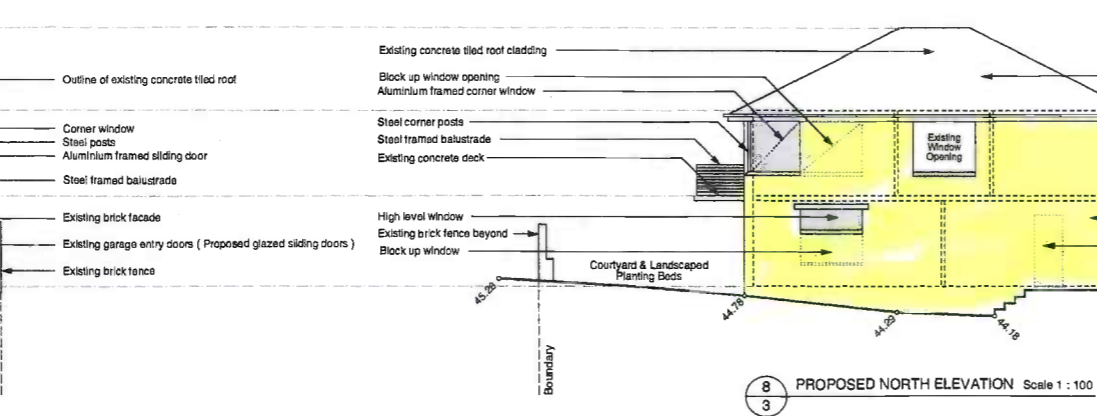 Outline of existing concrete tiled roof
Corner window
Steel posts
Aluminium framed sliding door
Steel framed balustrade
Existing brick facade
Existing garage entry doors ( Proposed glazed sliding doors )
Existing brick fence
Existing concrete tiled roof cladding
Block up window opening
Aluminium framed corner window
Steel corner posts
Steel framed balustrade
Existing concrete deck
High level window
Existing brick fence beyond
Block up window
Courtyard & Landscaped
Planting Beds
Existing
Window
Opening
45.28
44.78
44.29
44.18
Boundary
8
3
PROPOSED NORTH ELEVATION Scale 1 : 100